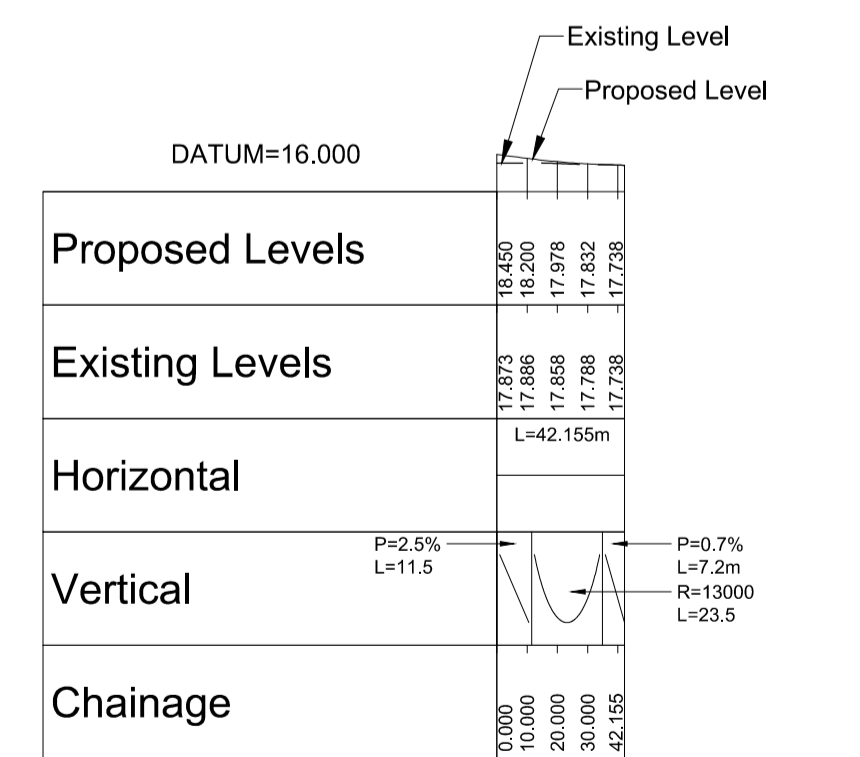 Existing Level
Proposed Level
DATUM=16.000
Proposed Levels
18.450
18.200
17.978
17.832
17.738
Existing Levels
17.873
17.886
17.858
17.788
17.738
Horizontal
L=42.155m
Vertical
P=2.5%
L=11.5
P=0.7%
L=7.2m
R=13000
L=23.5
Chainage
0.000
10.000
20.000
30.000
42.155